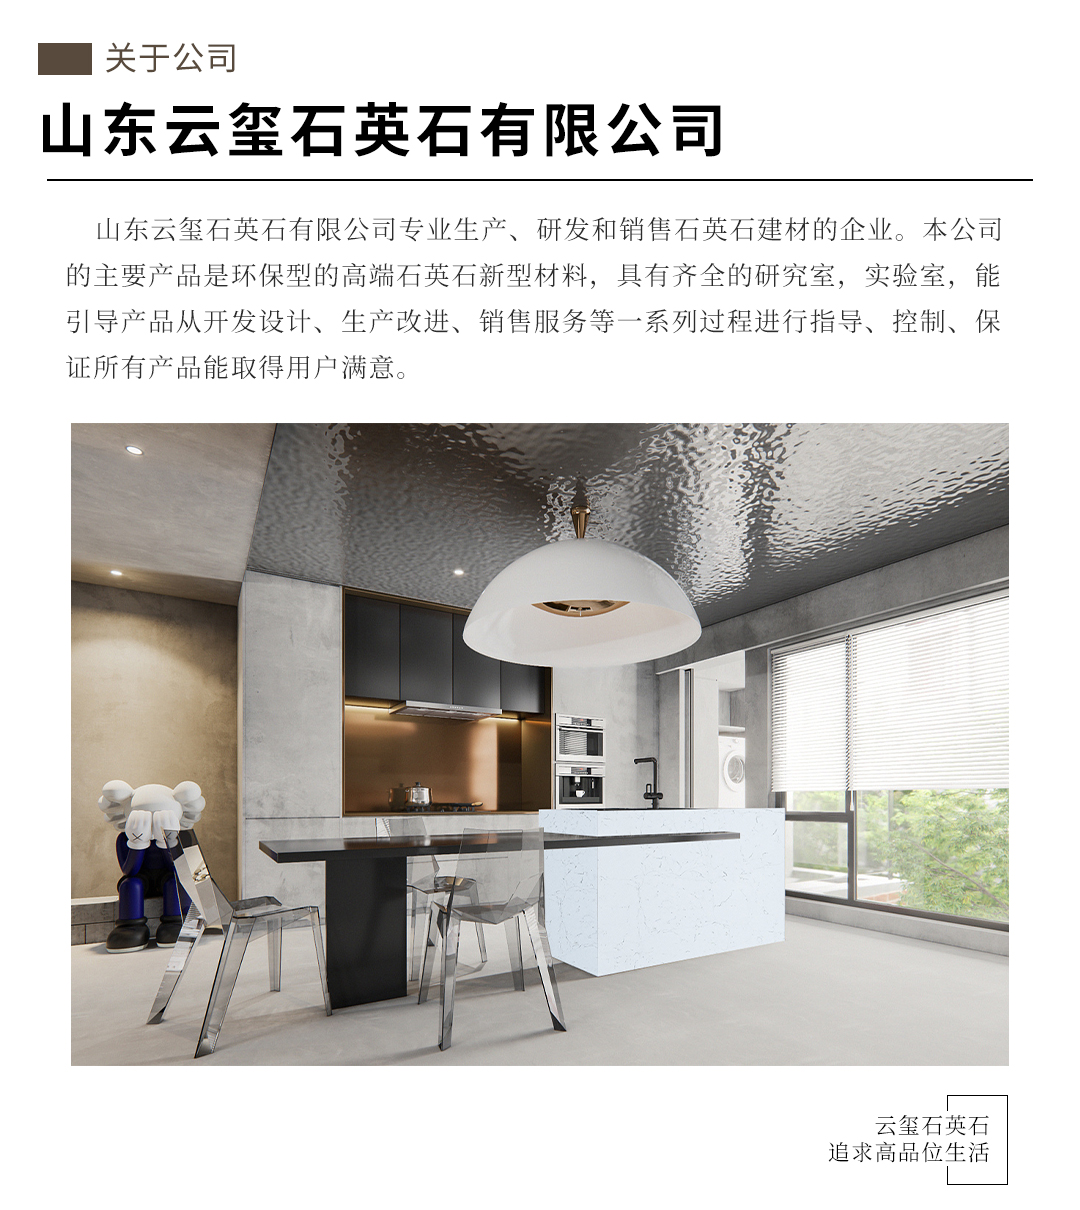 关于公司
山东云玺石英石有限公司
山东云玺石英石有限公司专业生产、研发和销售石英石建材的企业。本公司
的主要产品是环保型的高端石英石新型材料，具有齐全的研究室，实验室，能
引导产品从开发设计、生产改进、销售服务等一系列过程进行指导、控制、保
证所有产品能取得用户满意。
云玺石英石
追求高品位生活